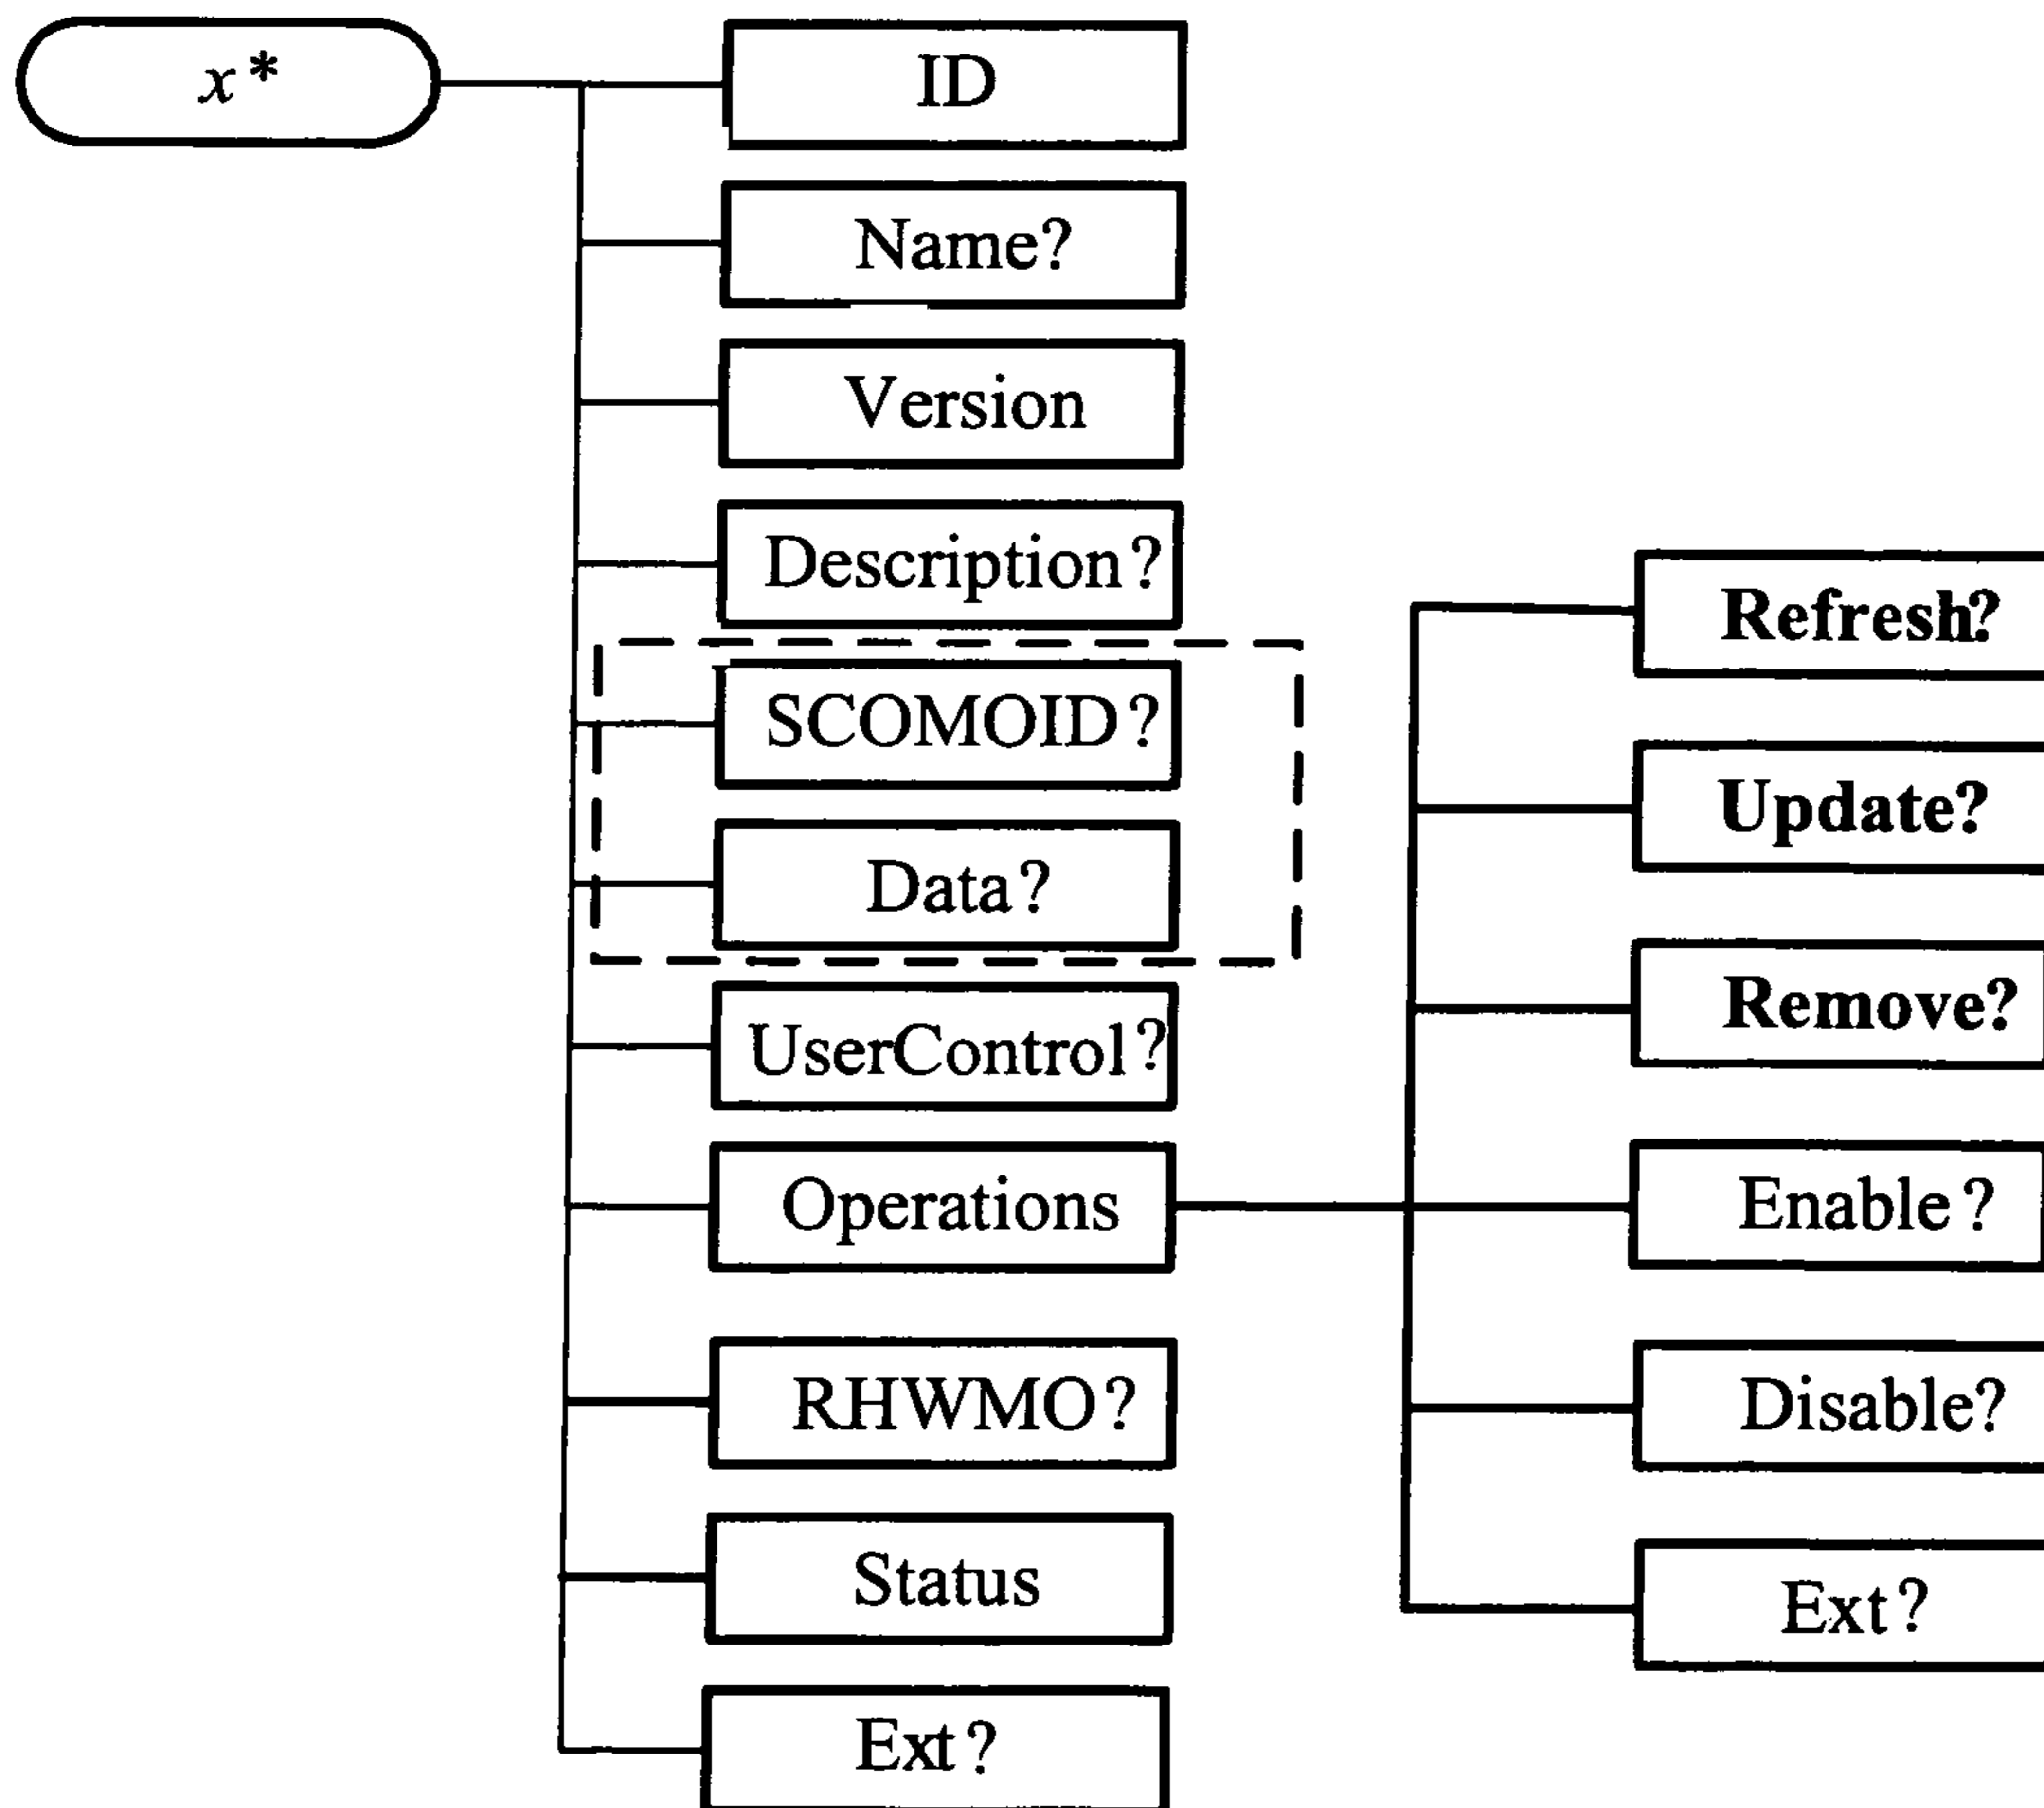 x*
ID
Name?
Version
Description?
SCOMOID?
Data?
UserControl?
Operations
RHWMO?
Status
Ext?
Refresh?
Update?
Remove?
Enable?
Disable?
Ext?